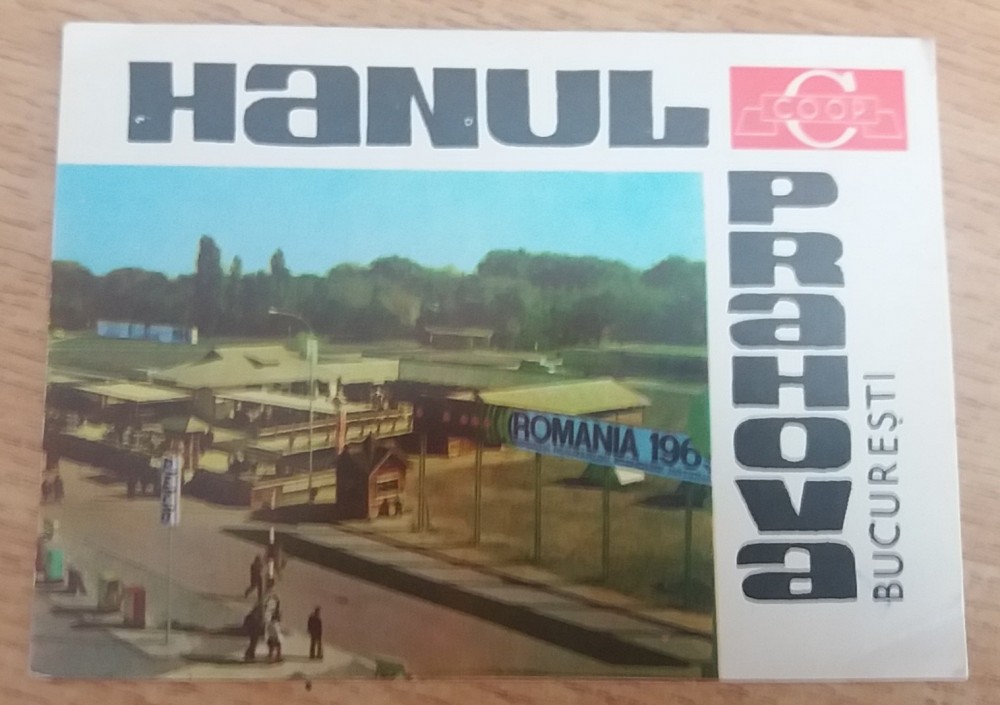 HANUL
C
COOP
PRAHOVA
BUCUREȘTI
ROMANIA 196